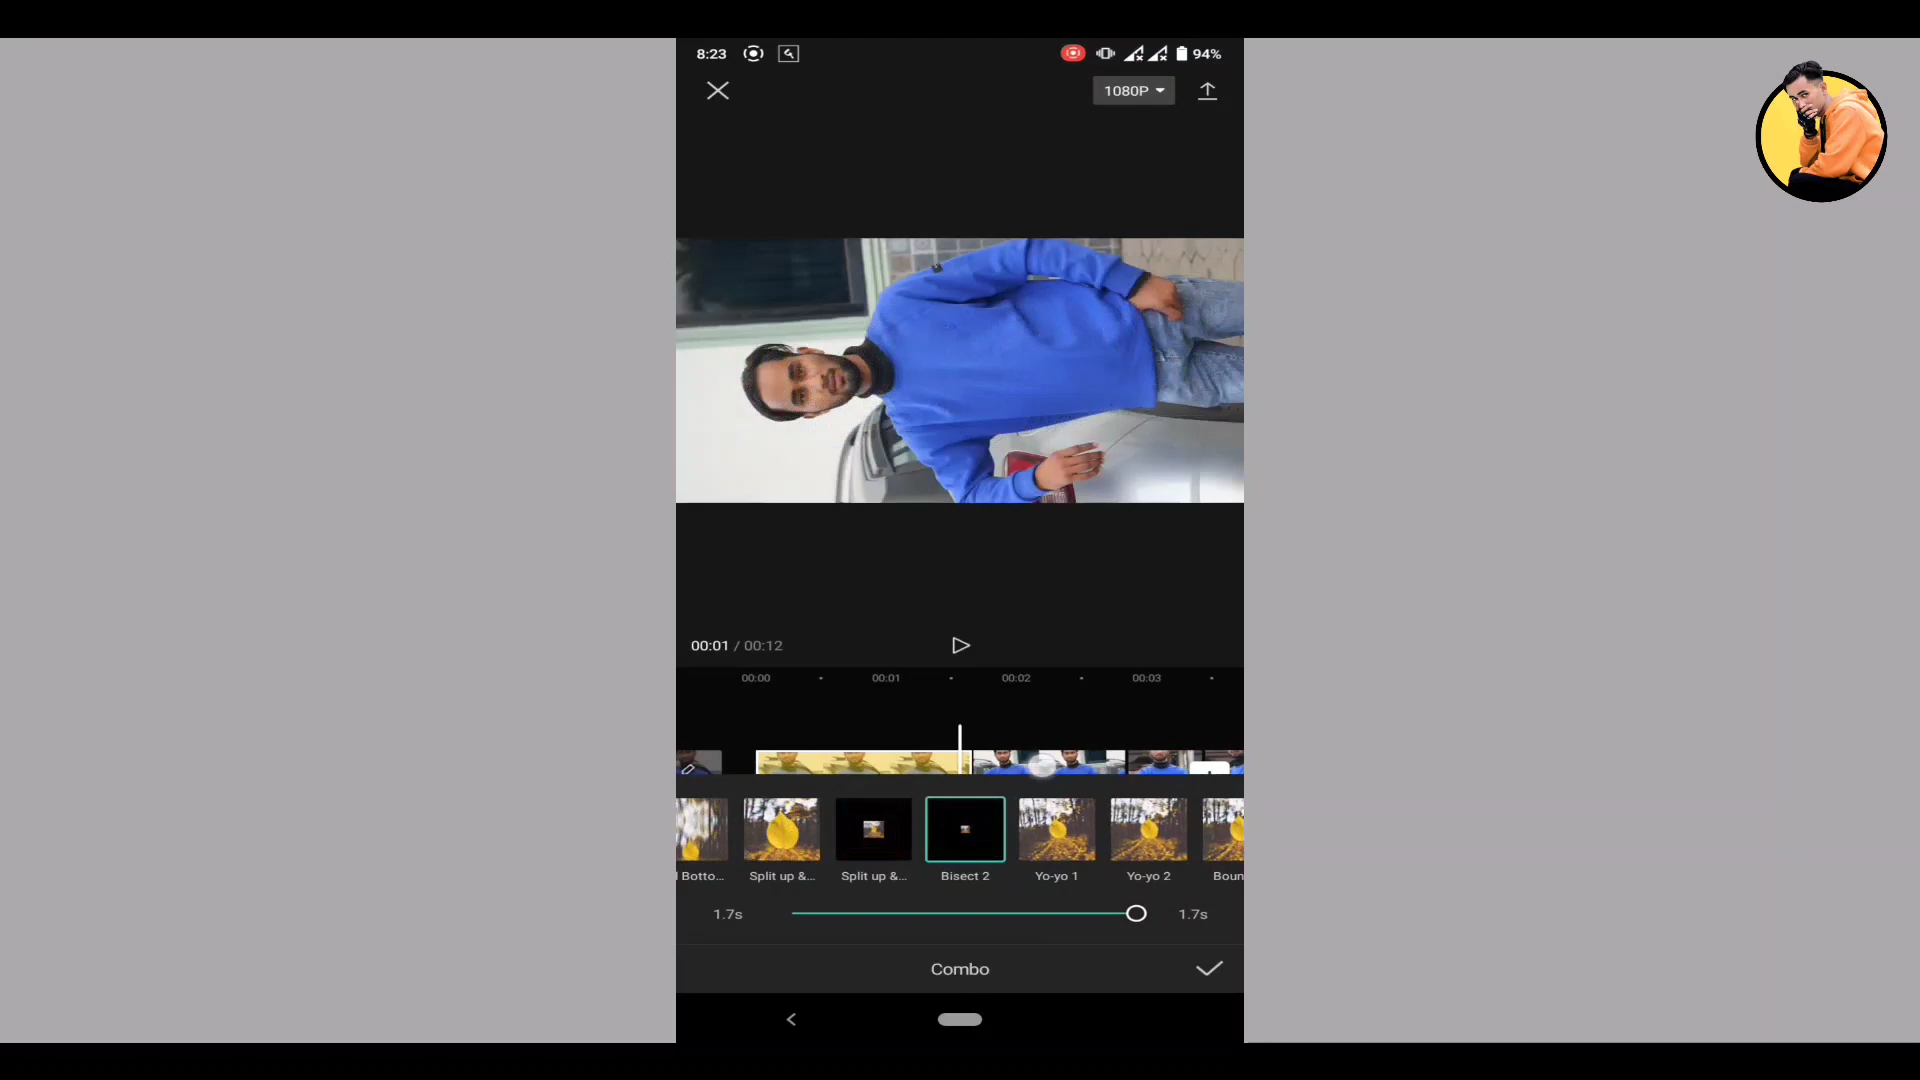 8:23 94%
1080P
00:01 / 00:12
00:00 00:01 00:02 00:03
l Botto... Split up &... Split up &... Bisect 2 Yo-yo 1 Yo-yo 2 Boun
1.7s 1.7s
Combo